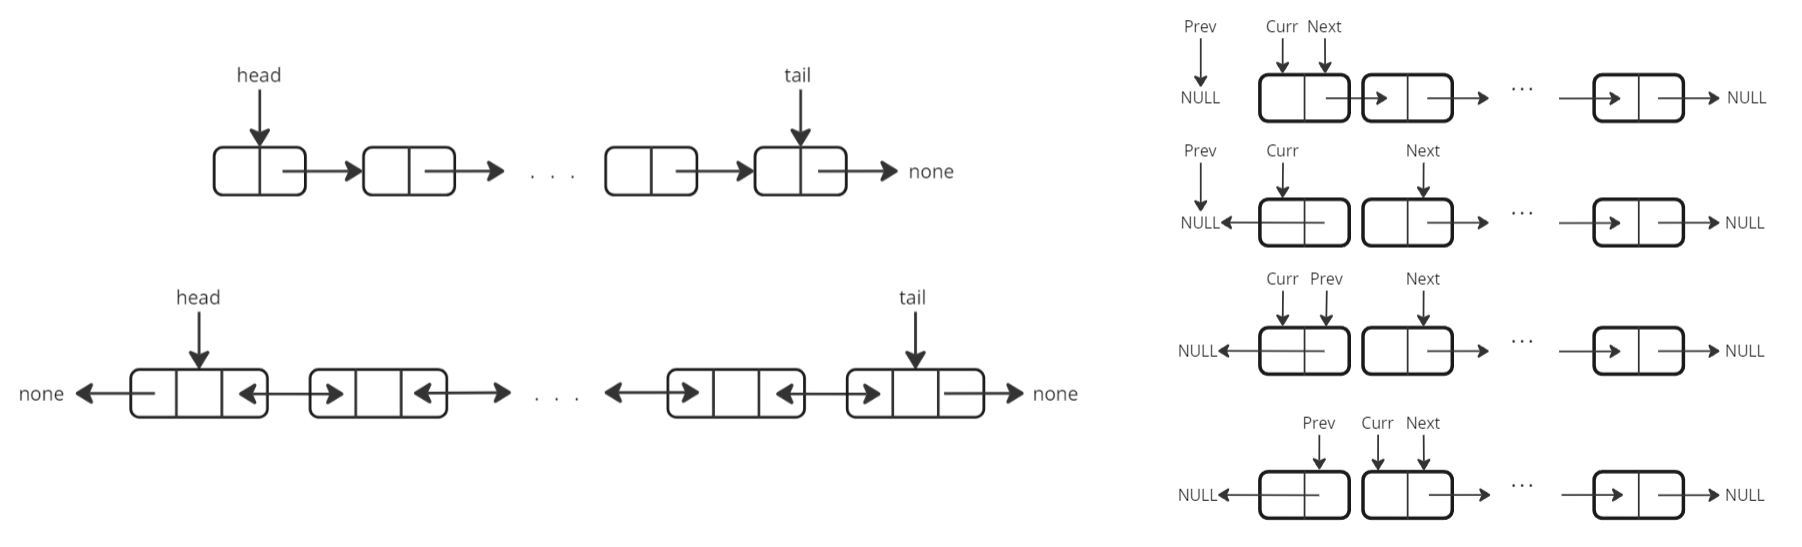 head tail
. . . none
head tail
none . . . none
Prev Curr Next
NULL ... NULL
Prev Curr Next
NULL ... NULL
Curr Prev Next
NULL ... NULL
Prev Curr Next
NULL ... NULL